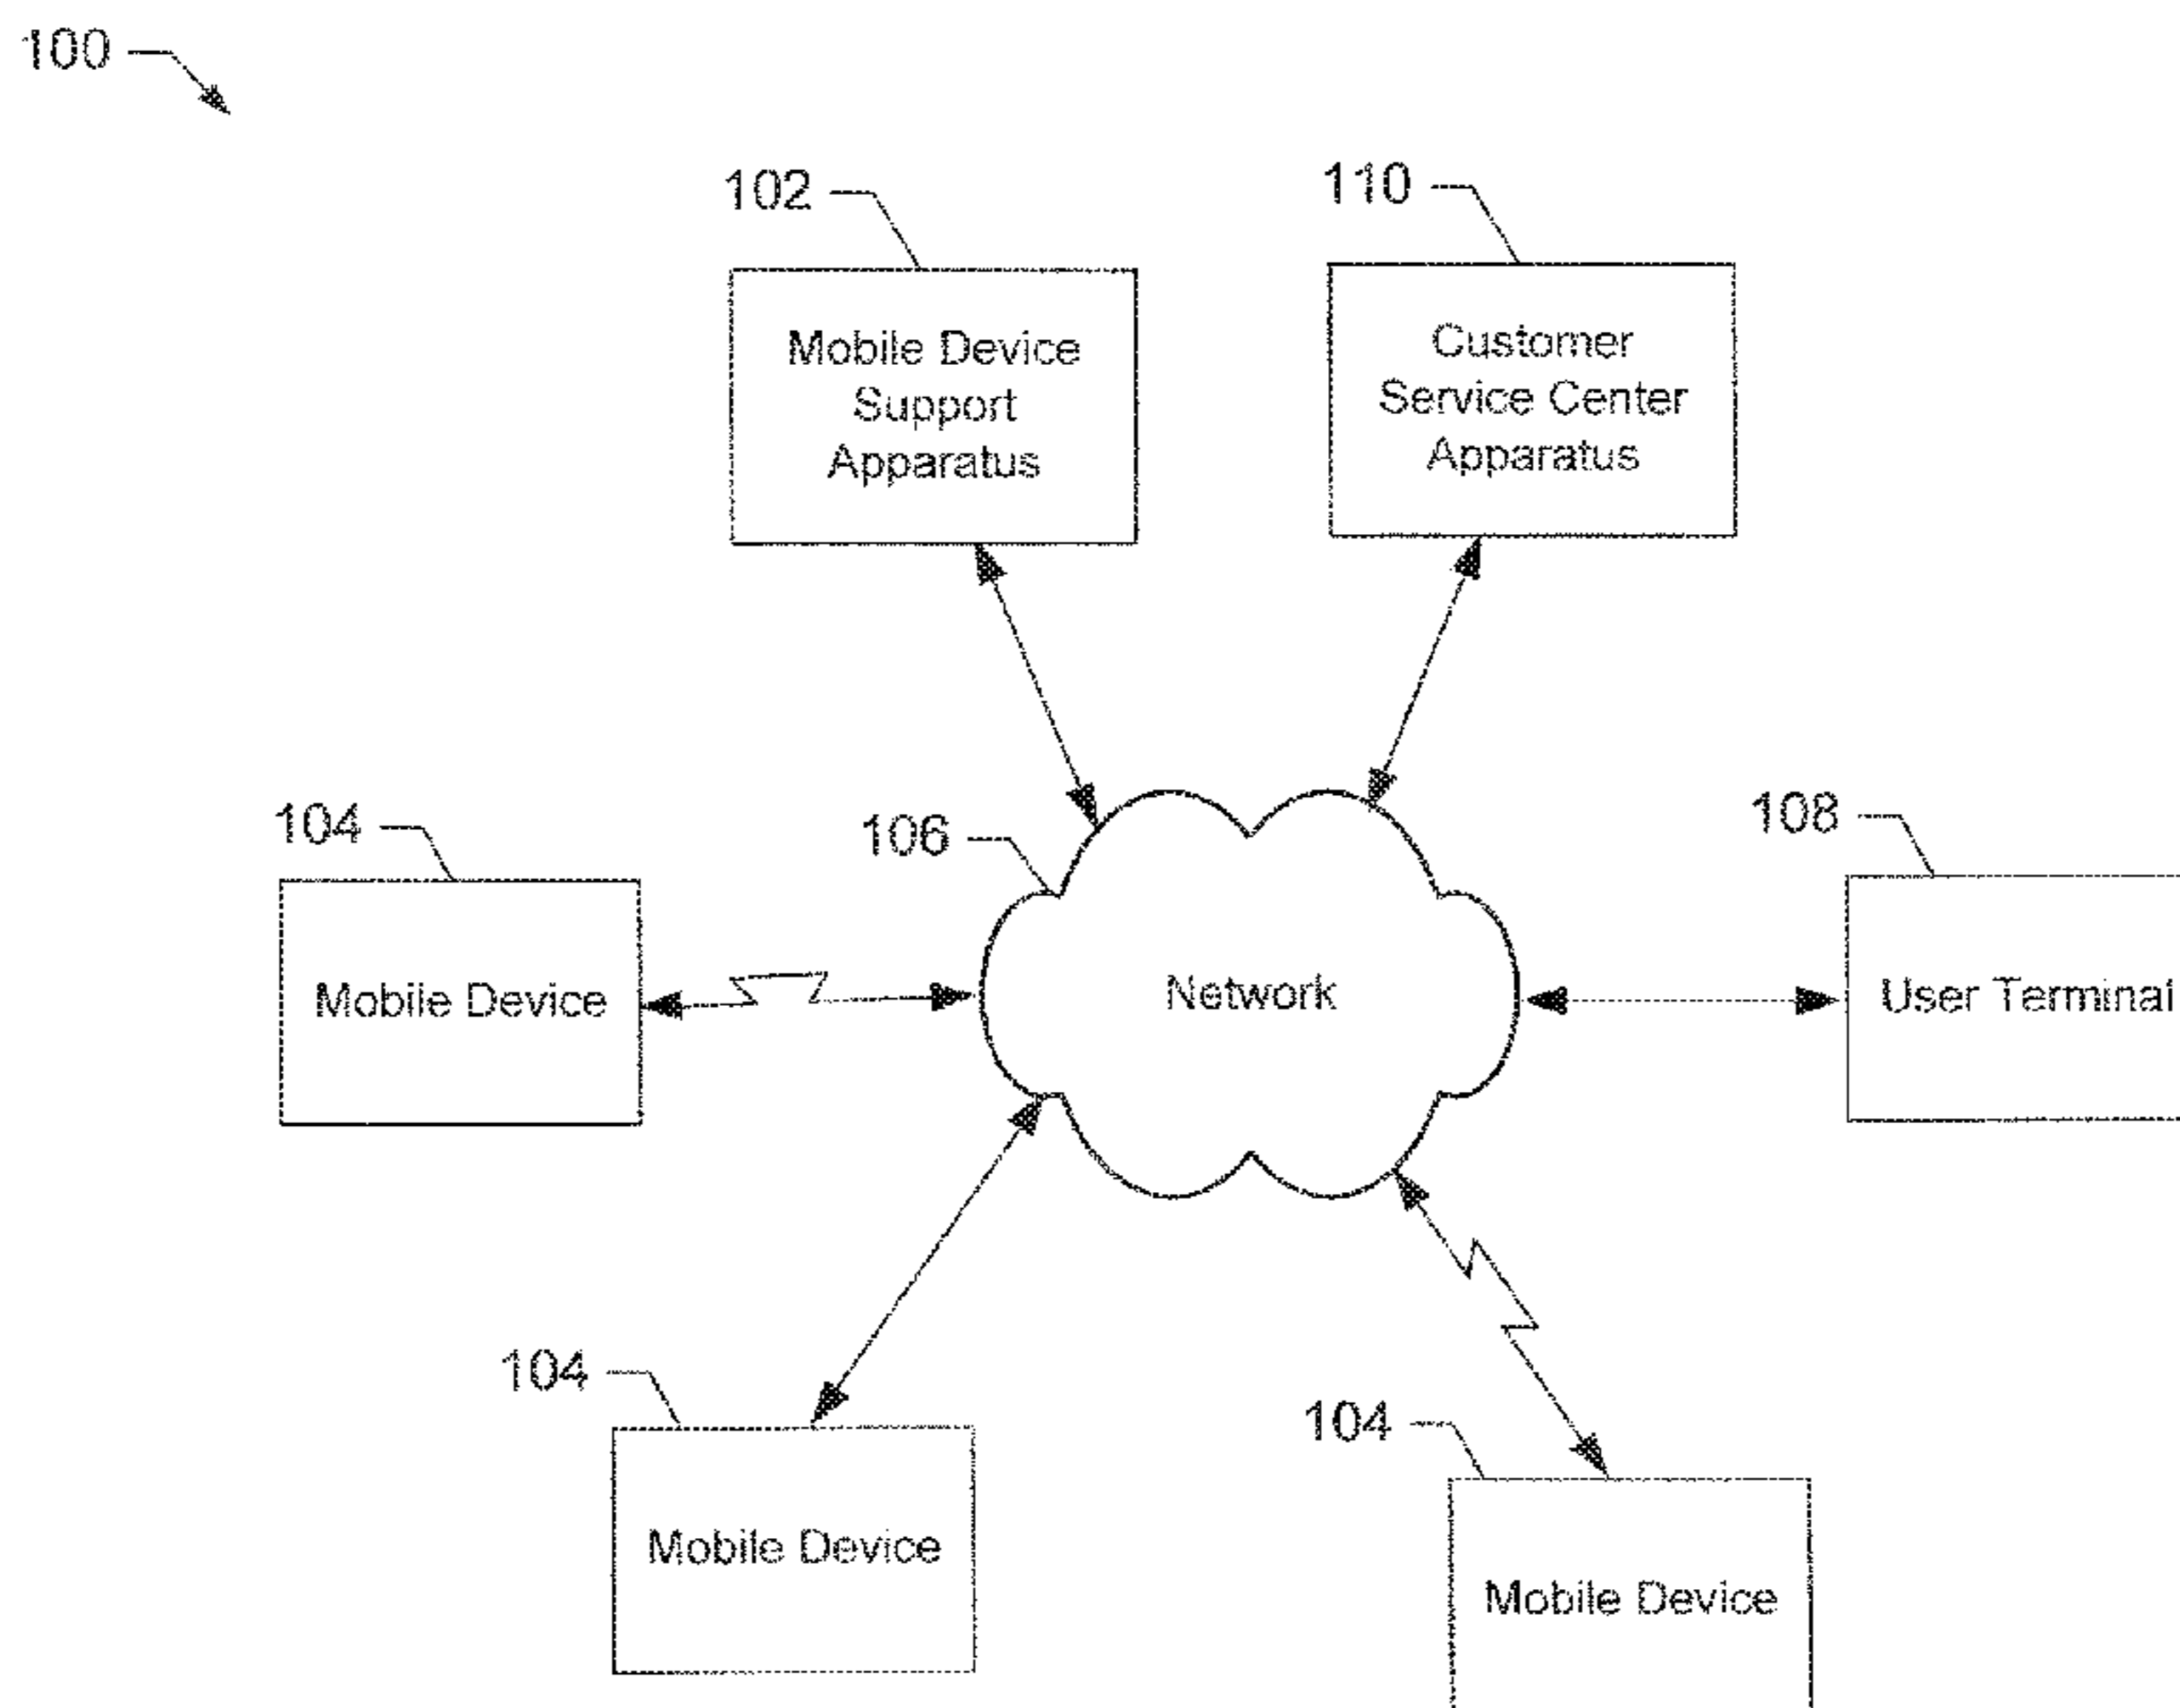 100
102
110
Mobile Device
Support
Apparatus
Customer
Service Center
Apparatus
104
106
108
Mobile Device
Network
User Terminal
104
104
Mobile Device
Mobile Device